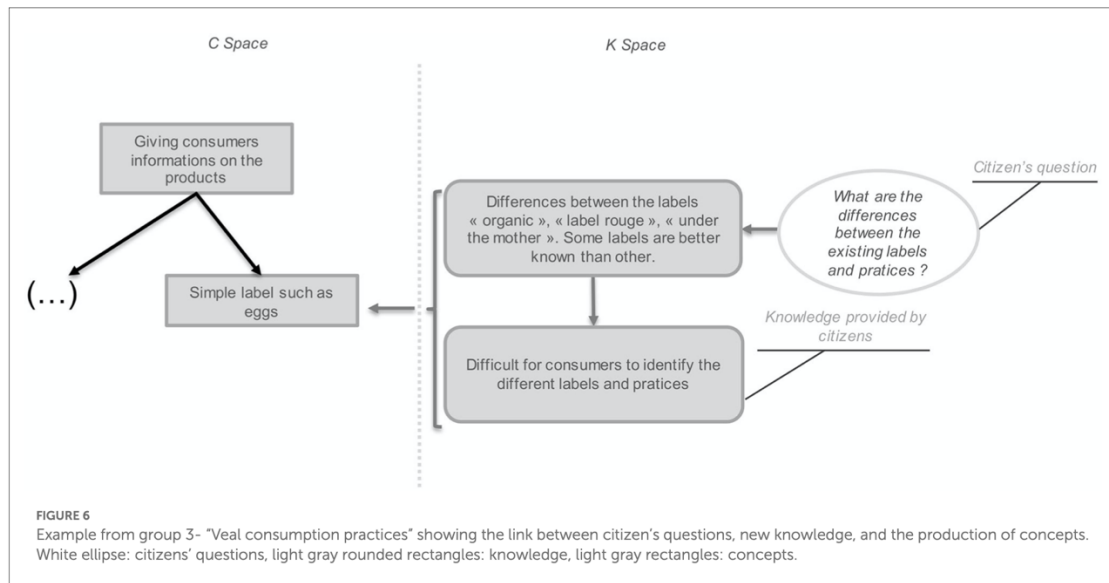 C Space
K Space
Giving consumers
informations on the
products
(...)
Simple label such as
eggs
Differences between the labels
« organic », « label rouge », « under
the mother ». Some labels are better
known than other.
Difficult for consumers to identify the
different labels and pratices
What are the
differences
between the
existing labels
and pratices ?
Citizen's question
Knowledge provided by
citizens
FIGURE 6
Example from group 3- “Veal consumption practices” showing the link between citizen’s questions, new knowledge, and the production of concepts.
White ellipse: citizens’ questions, light gray rounded rectangles: knowledge, light gray rectangles: concepts.